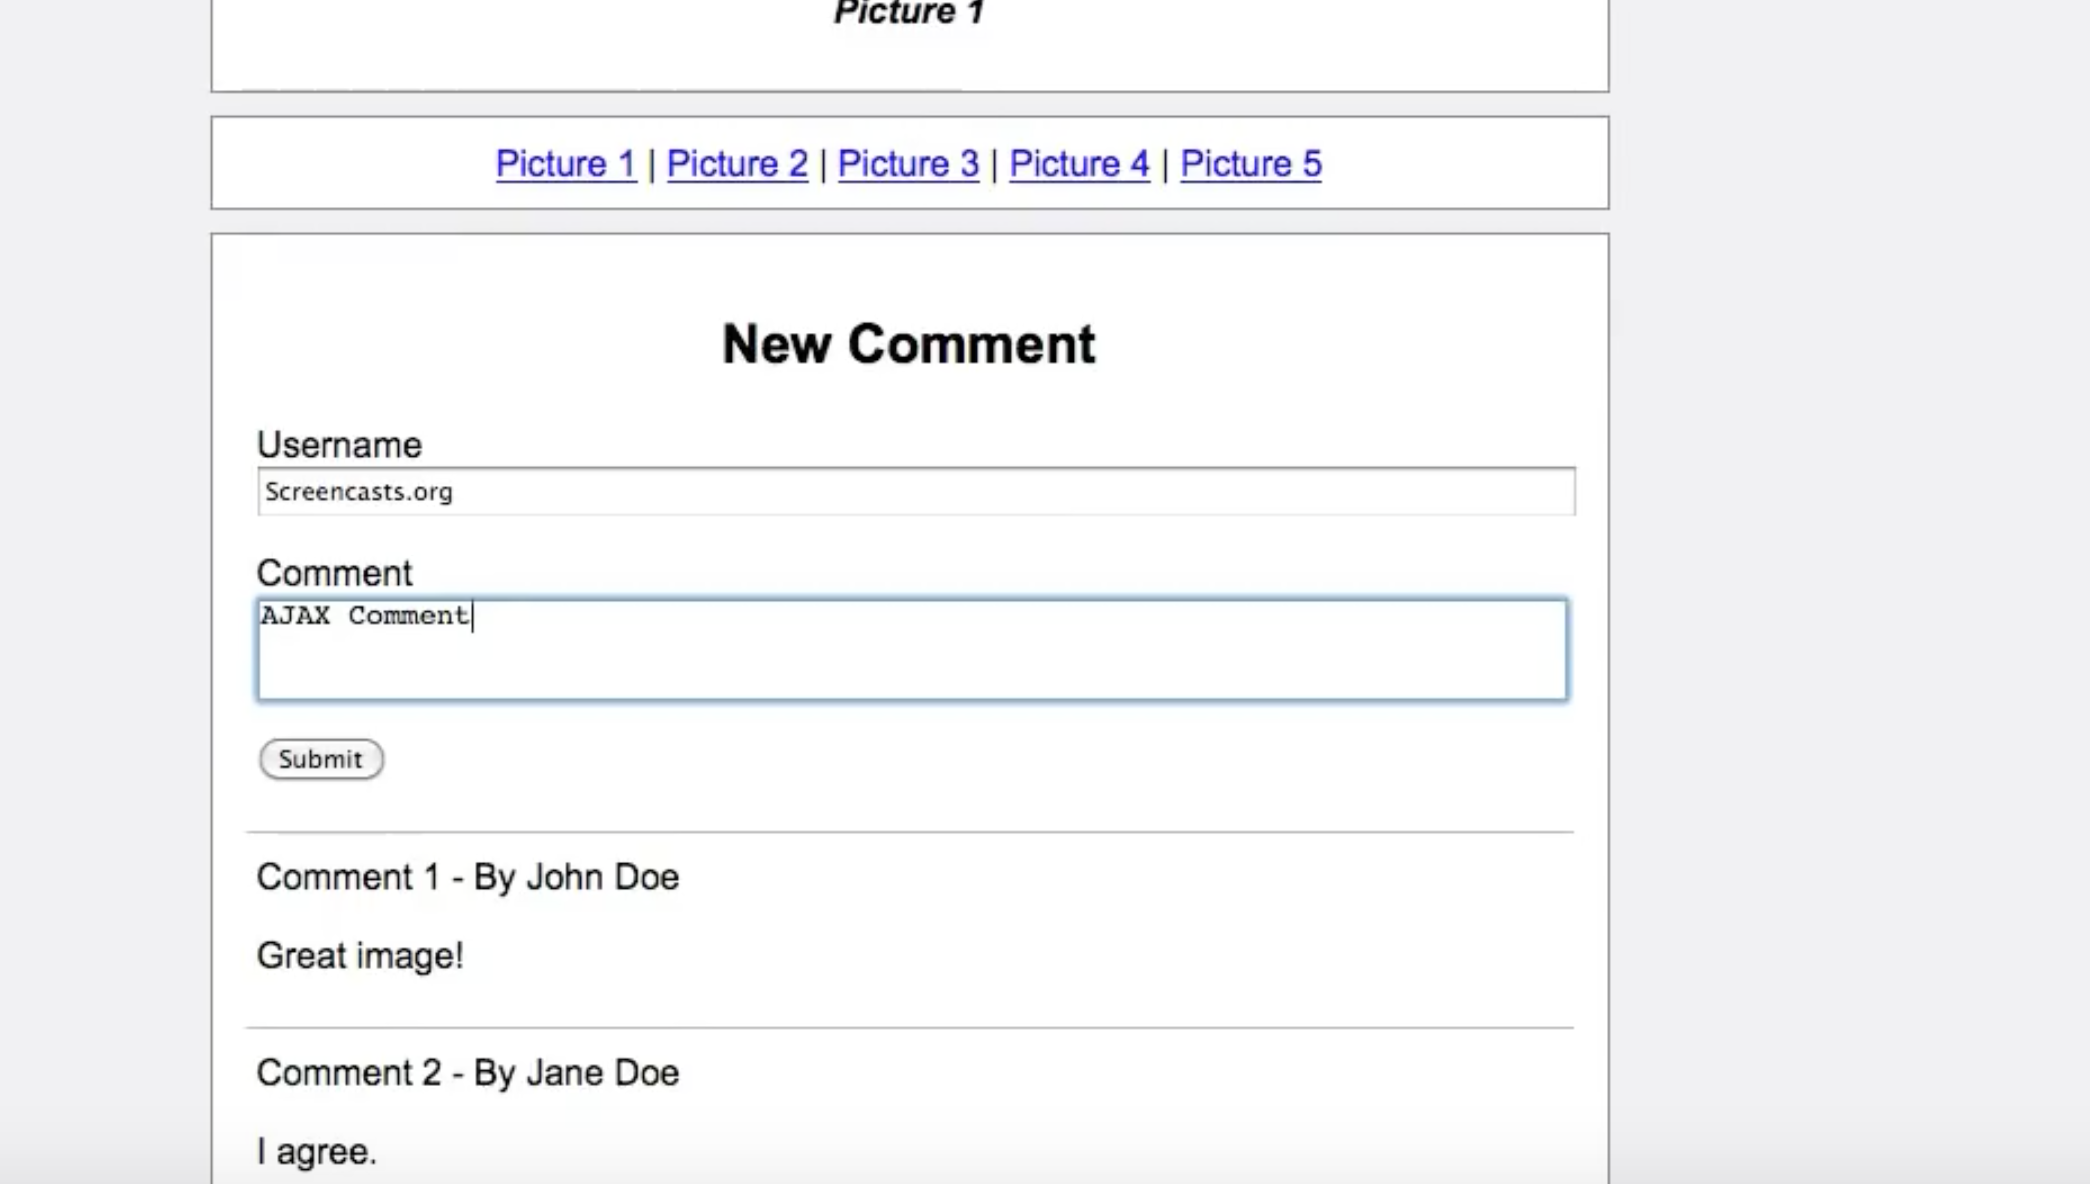 Picture 1
Picture 1 | Picture 2 | Picture 3 | Picture 4 | Picture 5
New Comment
Username
Screencasts.org
Comment
AJAX Comment
Submit
Comment 1 - By John Doe
Great image!
Comment 2 - By Jane Doe
I agree.